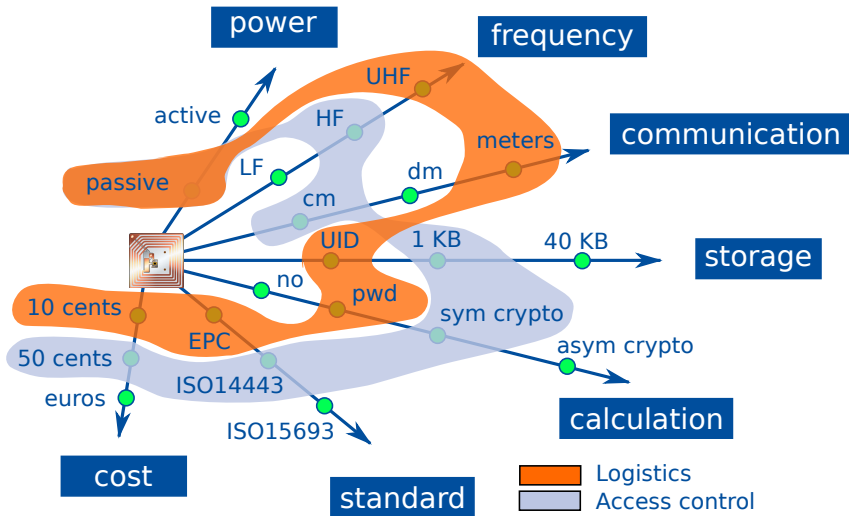 power
frequency
UHF
active
HF
communication
meters
LF
dm
passive
cm
UID
1 KB
40 KB
storage
no
10 cents
pwd
sym crypto
EPC
asym crypto
50 cents
ISO14443
euros
calculation
ISO15693
cost
standard
Logistics
Access control